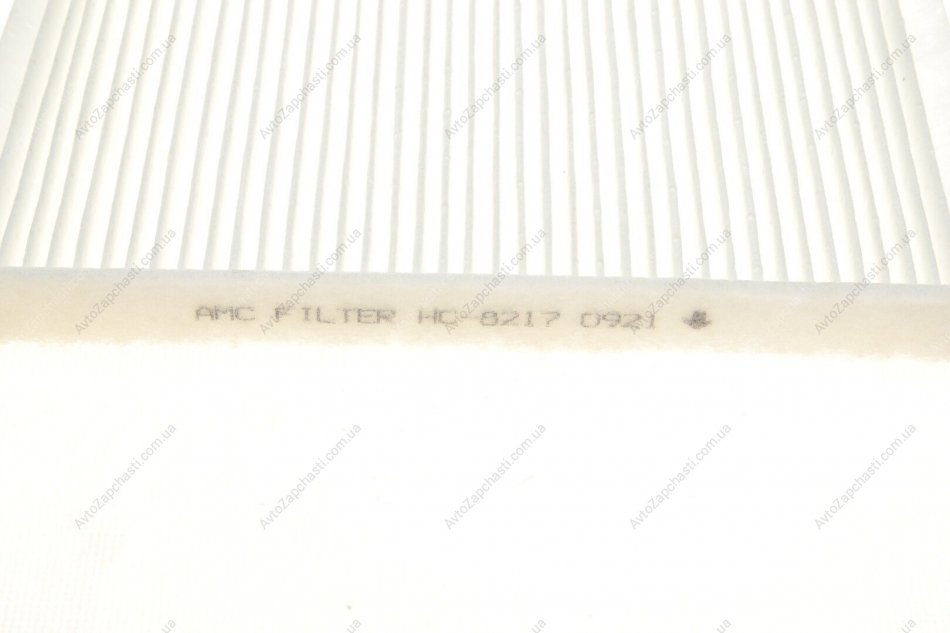 AMC FILTER HC-8217 0921
AvtoZapchasti.com.ua